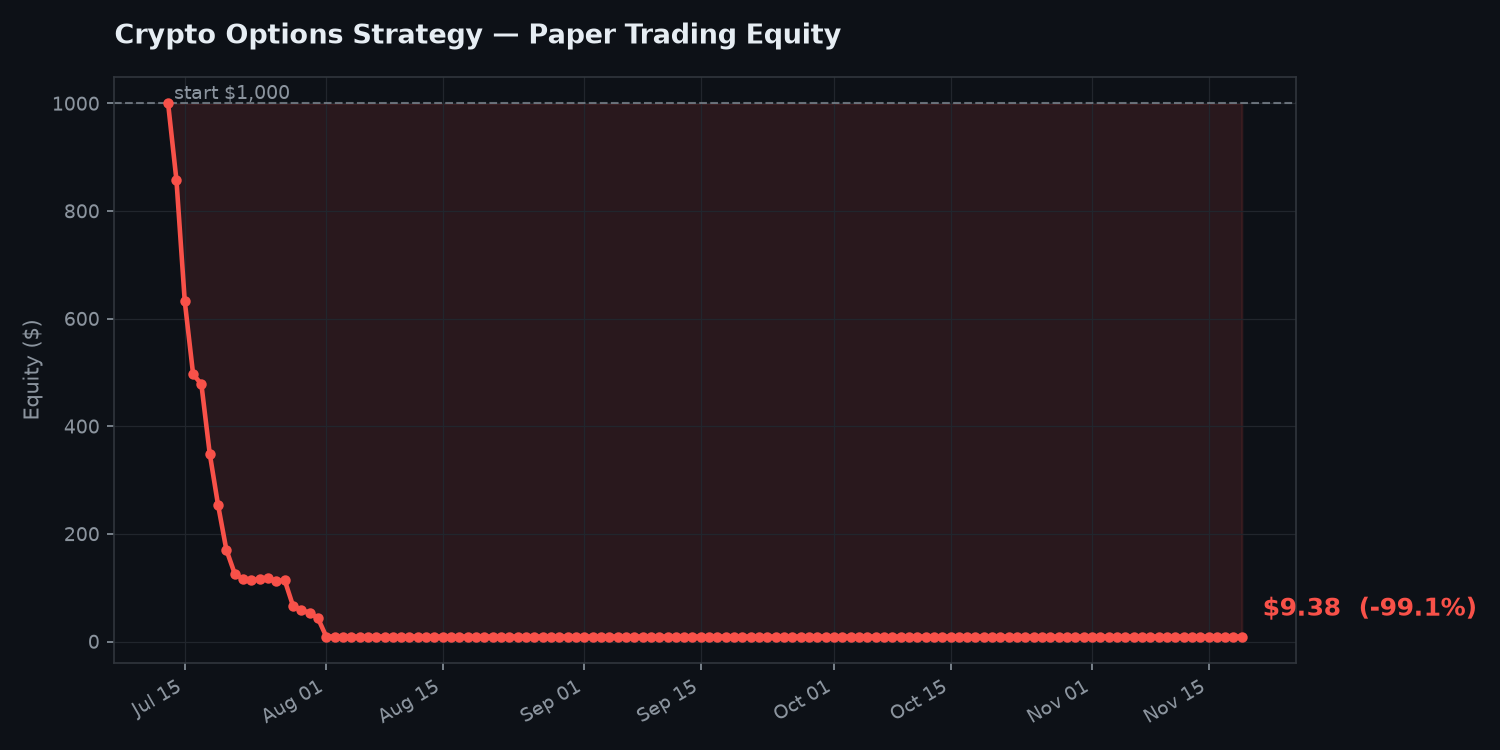 Crypto Options Strategy — Paper Trading Equity
start $1,000
1000
800
600
400
200
0
Equity ($)
$9.38 (-99.1%)
Jul 15
Aug 01
Aug 15
Sep 01
Sep 15
Oct 01
Oct 15
Nov 01
Nov 15